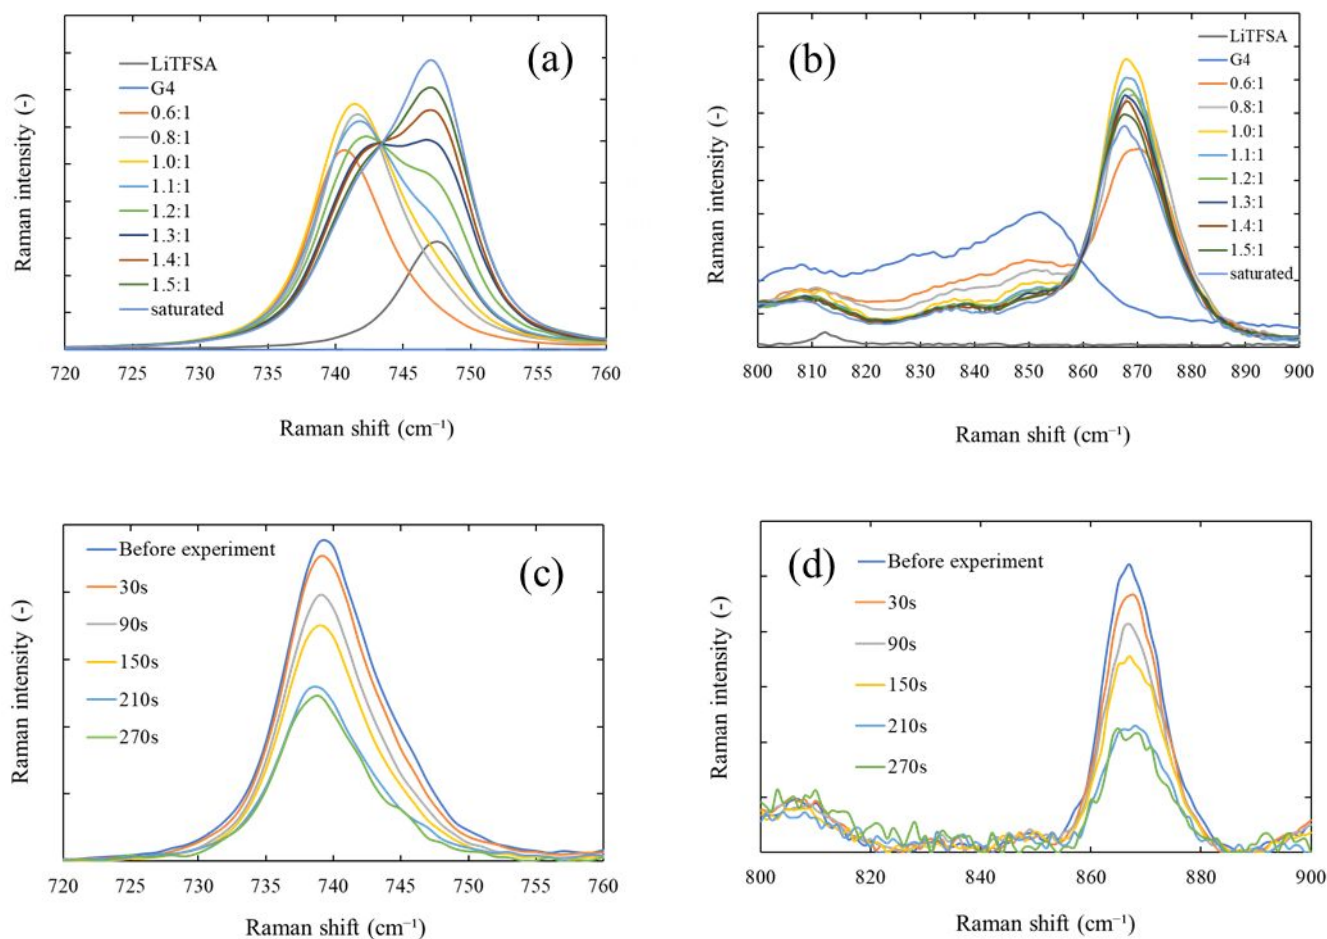 (a)
LiTFSA
G4
0.6:1
0.8:1
1.0:1
1.1:1
1.2:1
1.3:1
1.4:1
1.5:1
saturated
Raman intensity (-)
720 725 730 735 740 745 750 755 760
Raman shift (cm⁻¹)
(b)
LiTFSA
G4
0.6:1
0.8:1
1.0:1
1.1:1
1.2:1
1.3:1
1.4:1
1.5:1
saturated
Raman intensity (-)
800 810 820 830 840 850 860 870 880 890 900
Raman shift (cm⁻¹)
(c)
Before experiment
30s
90s
150s
210s
270s
Raman intensity (-)
720 725 730 735 740 745 750 755 760
Raman shift (cm⁻¹)
(d)
Before experiment
30s
90s
150s
210s
270s
Raman intensity (-)
800 820 840 860 880 900
Raman shift (cm⁻¹)